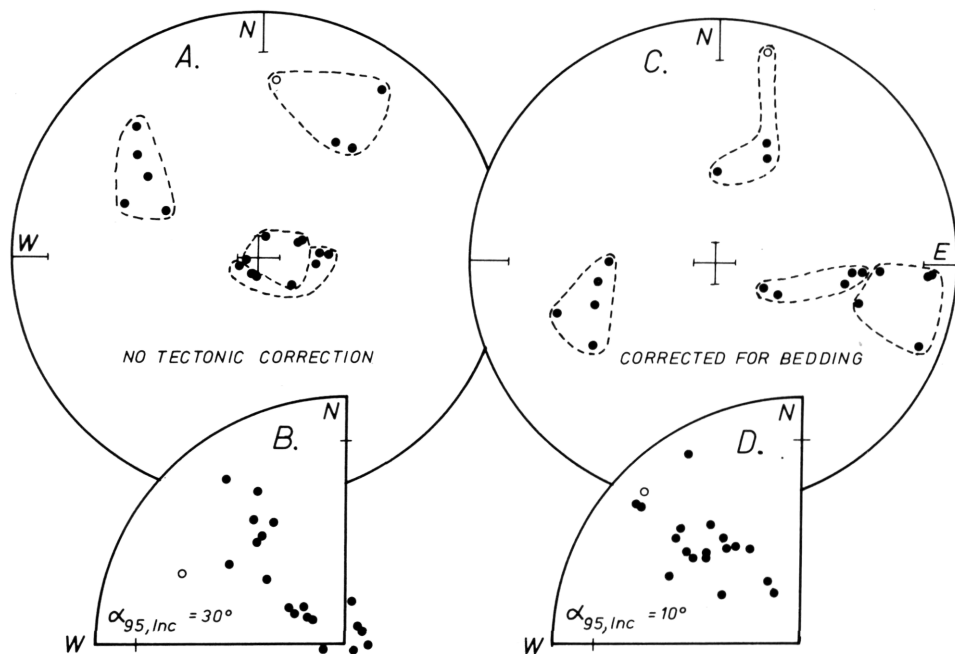 A.
N
W
NO TECTONIC CORRECTION
C.
N
E
CORRECTED FOR BEDDING
B.
N
W
α95,Inc = 30°
D.
N
W
α95,Inc = 10°